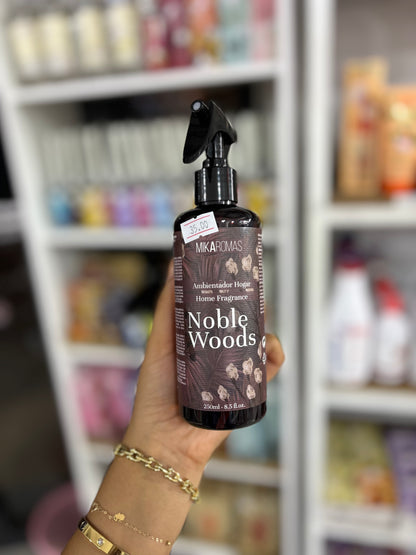 35.00
MIKAROMAS
Ambientador Hogar
Home Fragrance
Noble
Woods
250ml - 8.5 fl oz.